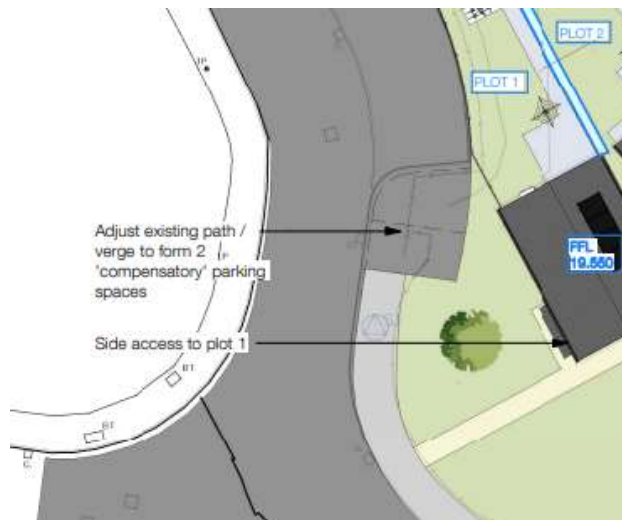 PLOT 2
PLOT 1
Adjust existing path /
verge to form 2
'compensatory' parking
spaces
FFL
19.550
Side access to plot 1
BT